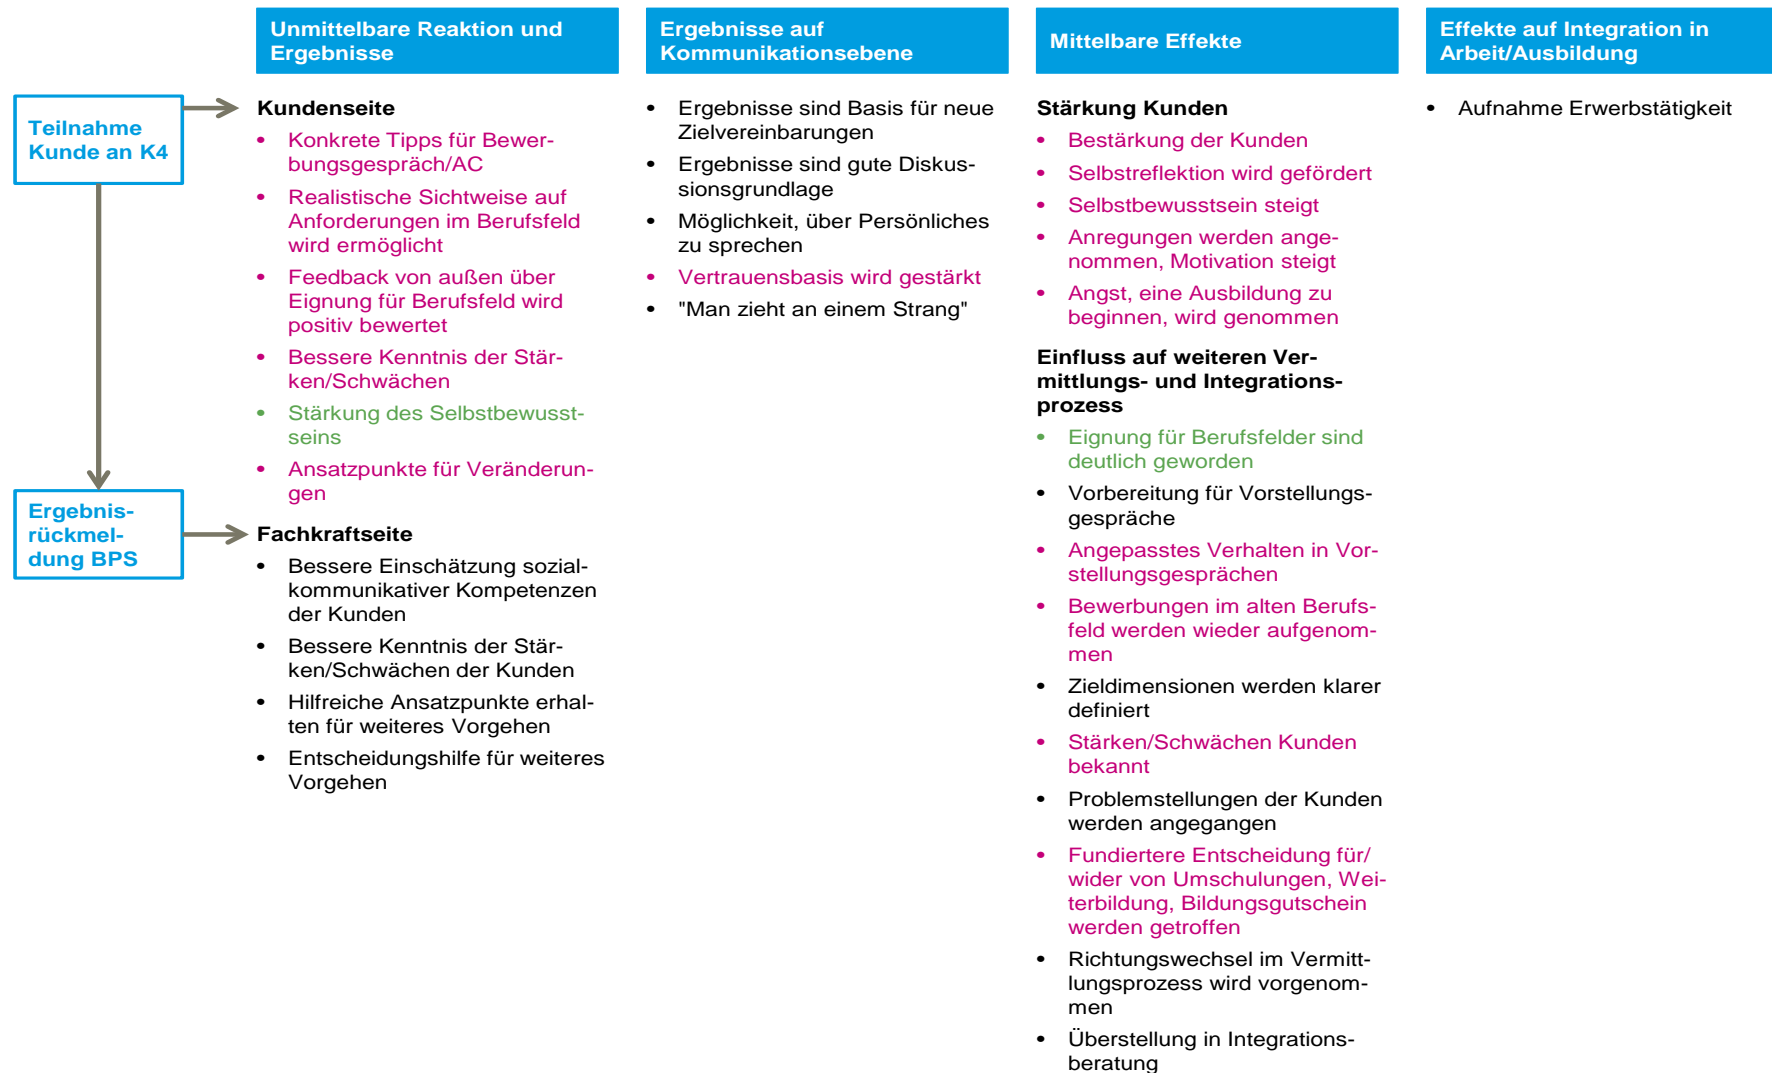 Unmittelbare Reaktion und
Ergebnisse
Ergebnisse auf
Kommunikationsebene
Mittelbare Effekte
Effekte auf Integration in
Arbeit/Ausbildung
Teilnahme
Kunde an K4
Ergebnis-
rückmel-
dung BPS
Kundenseite
• Konkrete Tipps für Bewer-
bungsgespräch/AC
• Realistische Sichtweise auf
Anforderungen im Berufsfeld
wird ermöglicht
• Feedback von außen über
Eignung für Berufsfeld wird
positiv bewertet
• Bessere Kenntnis der Stär-
ken/Schwächen
• Stärkung des Selbstbewusst-
seins
• Ansatzpunkte für Veränderun-
gen
Fachkraftseite
• Bessere Einschätzung sozial-
kommunikativer Kompetenzen
der Kunden
• Bessere Kenntnis der Stär-
ken/Schwächen der Kunden
• Hilfreiche Ansatzpunkte erhal-
ten für weiteres Vorgehen
• Entscheidungshilfe für weiteres
Vorgehen
• Ergebnisse sind Basis für neue
Zielvereinbarungen
• Ergebnisse sind gute Diskus-
sionsgrundlage
• Möglichkeit, über Persönliches
zu sprechen
• Vertrauensbasis wird gestärkt
• "Man zieht an einem Strang"
Stärkung Kunden
• Bestärkung der Kunden
• Selbstreflektion wird gefördert
• Selbstbewusstsein steigt
• Anregungen werden ange-
nommen, Motivation steigt
• Angst, eine Ausbildung zu
beginnen, wird genommen
Einfluss auf weiteren Ver-
mittlungs- und Integrations-
prozess
• Eignung für Berufsfelder sind
deutlich geworden
• Vorbereitung für Vorstellungs-
gespräche
• Angepasstes Verhalten in Vor-
stellungsgesprächen
• Bewerbungen im alten Berufs-
feld werden wieder aufgenom-
men
• Zieldimensionen werden klarer
definiert
• Stärken/Schwächen Kunden
bekannt
• Problemstellungen der Kunden
werden angegangen
• Fundiertere Entscheidung für/
wider von Umschulungen, Wei-
terbildung, Bildungsgutschein
werden getroffen
• Richtungswechsel im Vermitt-
lungsprozess wird vorgenom-
men
• Überstellung in Integrations-
beratung
• Aufnahme Erwerbstätigkeit